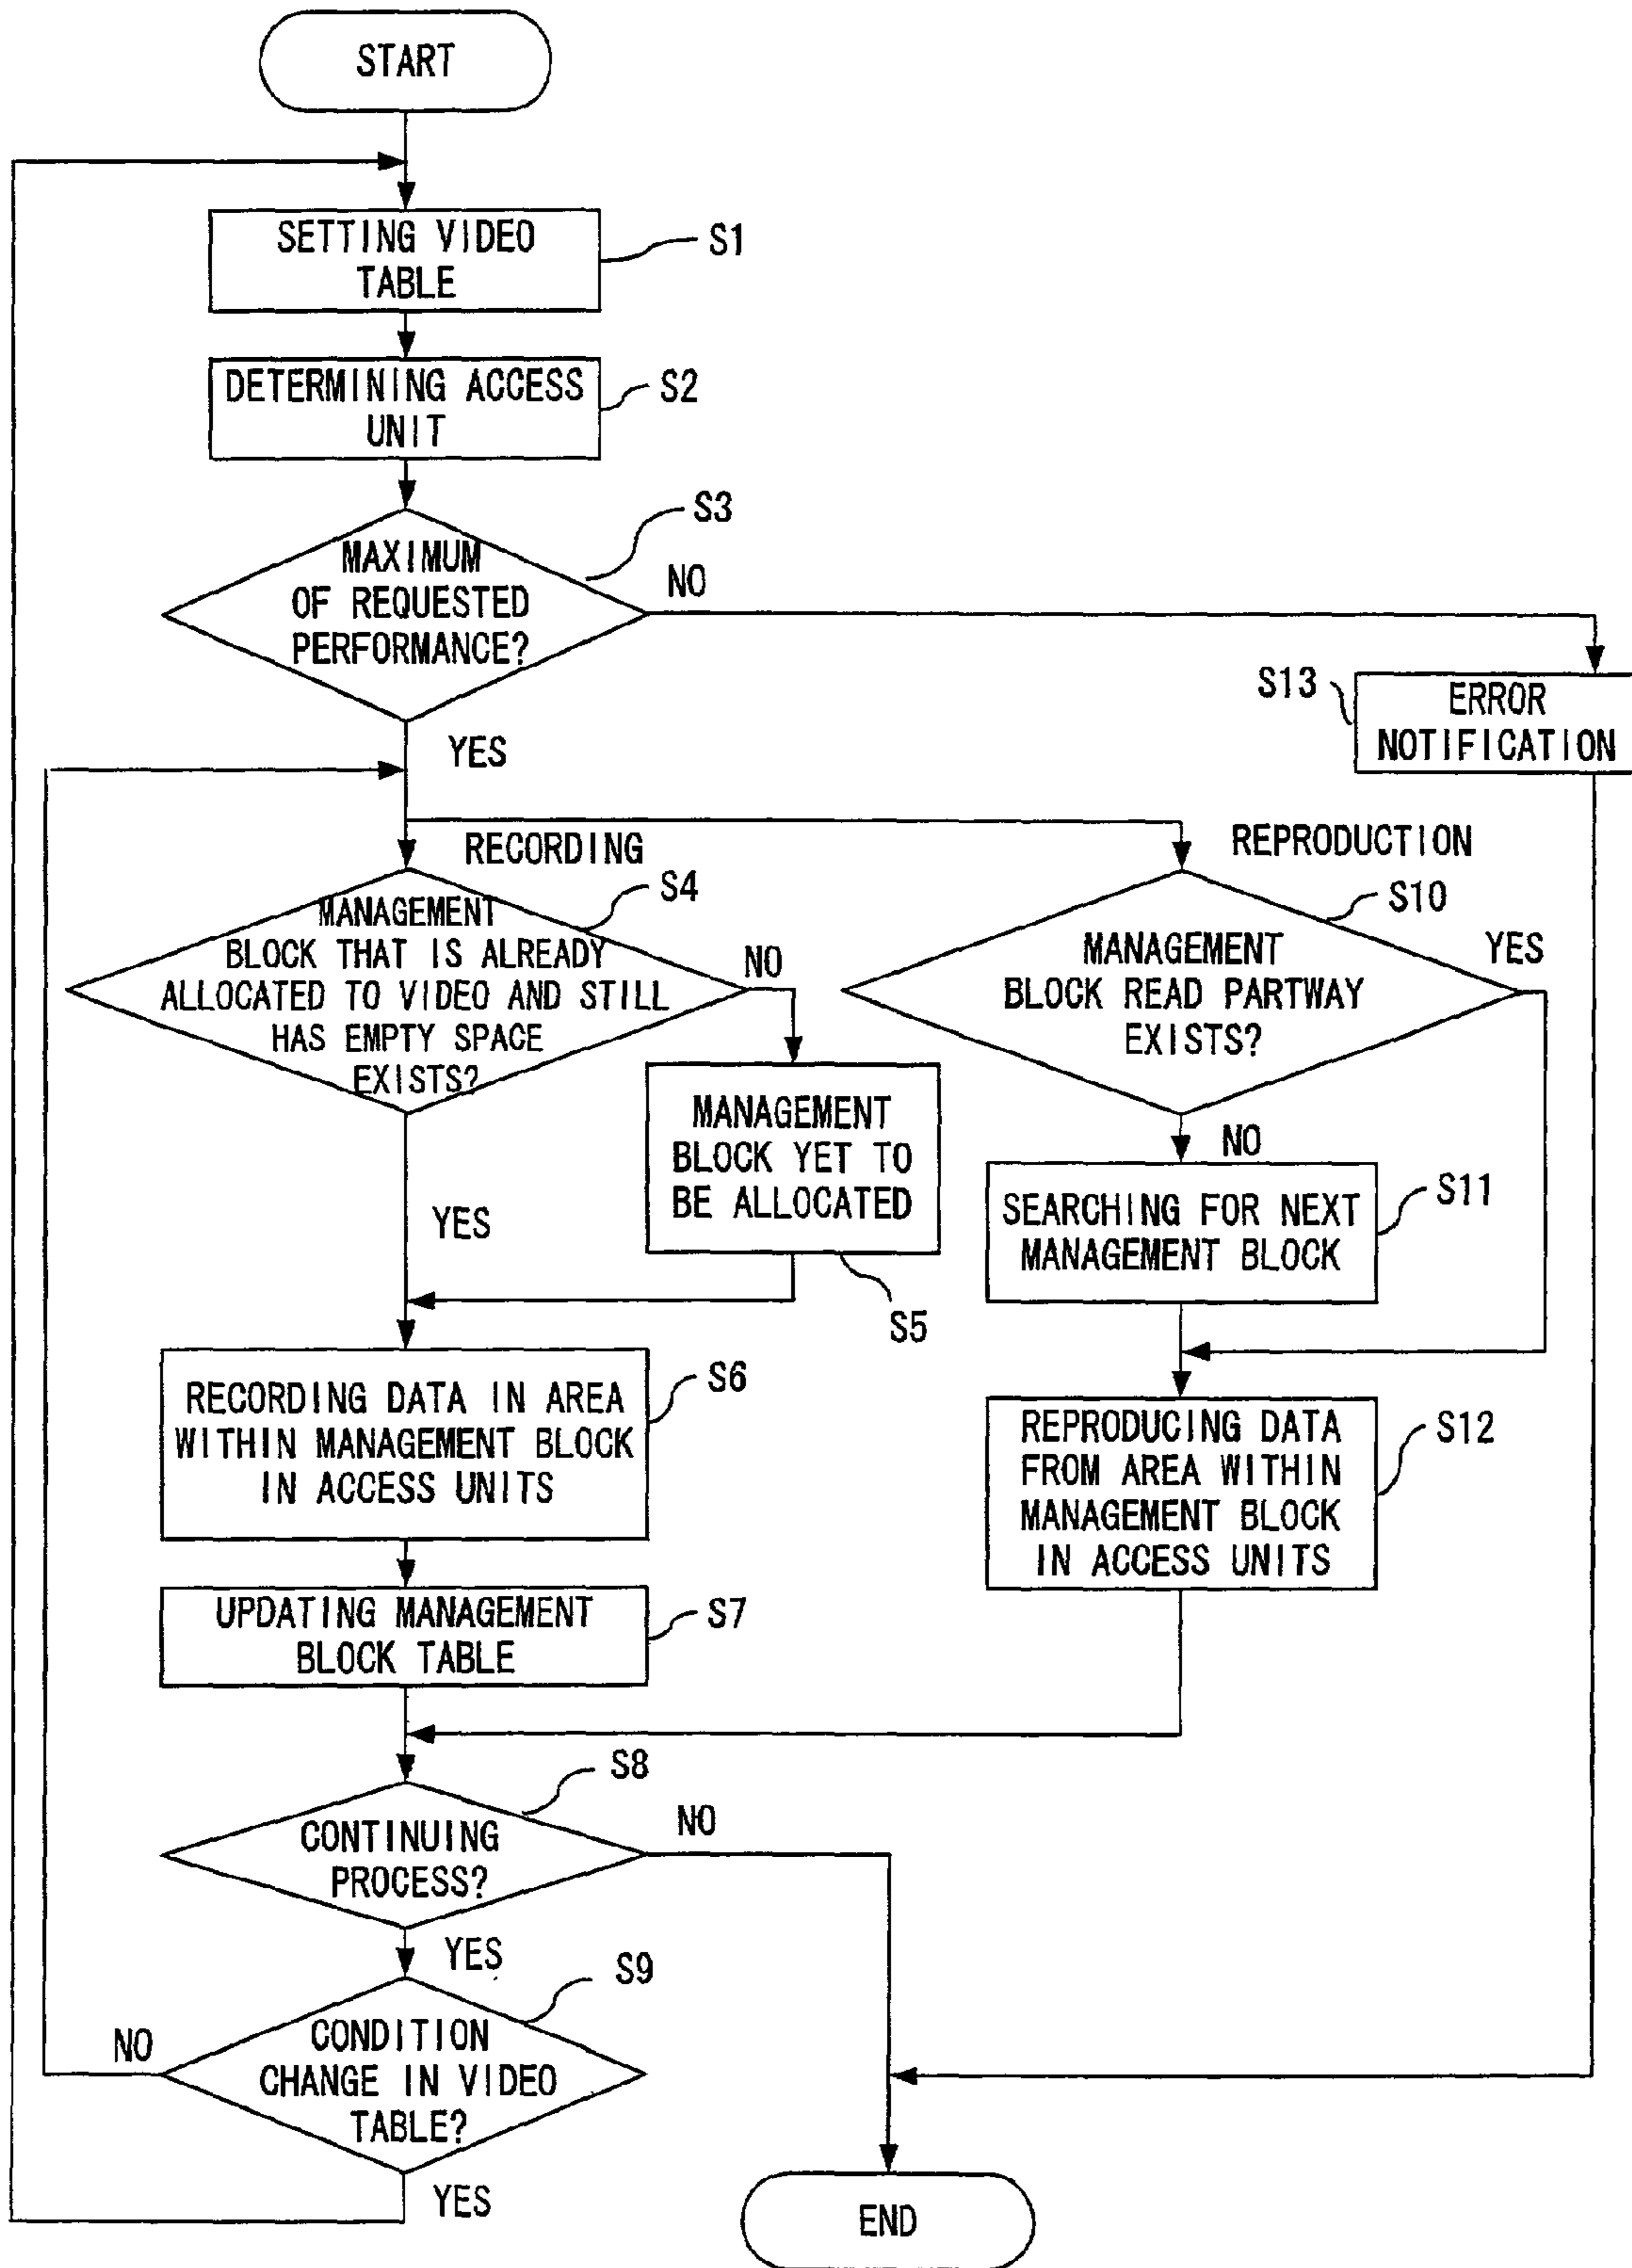 START
SETTING VIDEO
TABLE
S1
DETERMINING ACCESS
UNIT
S2
MAXIMUM
OF REQUESTED
PERFORMANCE?
S3
NO
YES
S13
ERROR
NOTIFICATION
RECORDING
REPRODUCTION
MANAGEMENT
BLOCK THAT IS ALREADY
ALLOCATED TO VIDEO AND STILL
HAS EMPTY SPACE
EXISTS?
S4
NO
YES
MANAGEMENT
BLOCK READ PARTWAY
EXISTS?
S10
YES
NO
MANAGEMENT
BLOCK YET TO
BE ALLOCATED
S5
SEARCHING FOR NEXT
MANAGEMENT BLOCK
S11
RECORDING DATA IN AREA
WITHIN MANAGEMENT BLOCK
IN ACCESS UNITS
S6
REPRODUCING DATA
FROM AREA WITHIN
MANAGEMENT BLOCK
IN ACCESS UNITS
S12
UPDATING MANAGEMENT
BLOCK TABLE
S7
CONTINUING
PROCESS?
S8
NO
YES
CONDITION
CHANGE IN VIDEO
TABLE?
S9
NO
YES
END